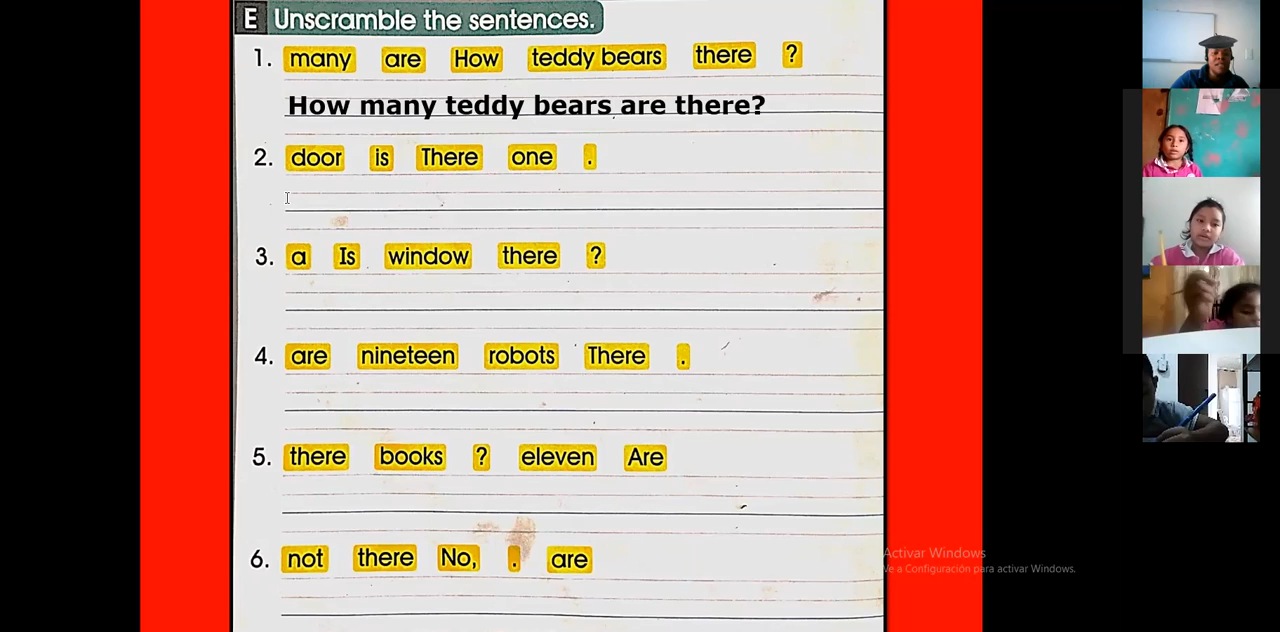 E Unscramble the sentences.
1. many are How teddy bears there ?
How many teddy bears are there?
2. door is There one .
3. a Is window there ?
4. are nineteen robots There .
5. there books ? eleven Are
6. not there No, . are
Activar Windows
Ve a Configuración para activar Windows.